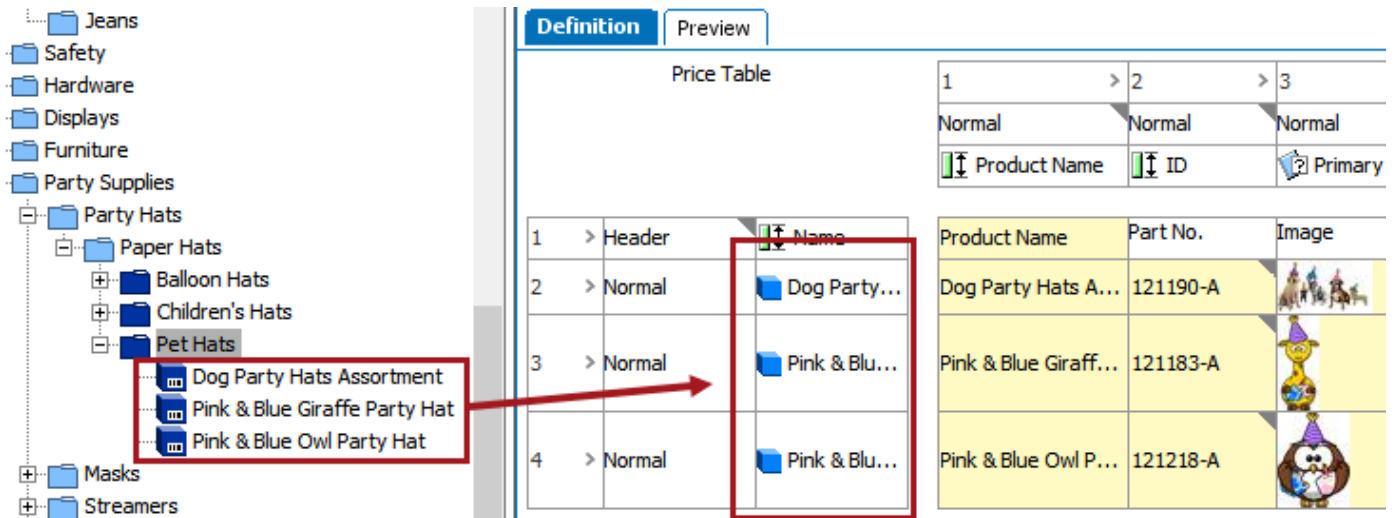 Jeans
Safety
Hardware
Displays
Furniture
Party Supplies
Party Hats
Paper Hats
Balloon Hats
Children's Hats
Pet Hats
Dog Party Hats Assortment
Pink & Blue Giraffe Party Hat
Pink & Blue Owl Party Hat
Masks
Streamers
Definition Preview
Price Table
1 > 2 > 3
Normal Normal Normal
Product Name ID Primary
1 > Header Name Product Name Part No. Image
2 > Normal Dog Party... Dog Party Hats A... 121190-A
3 > Normal Pink & Blu... Pink & Blue Giraff... 121183-A
4 > Normal Pink & Blu... Pink & Blue Owl P... 121218-A